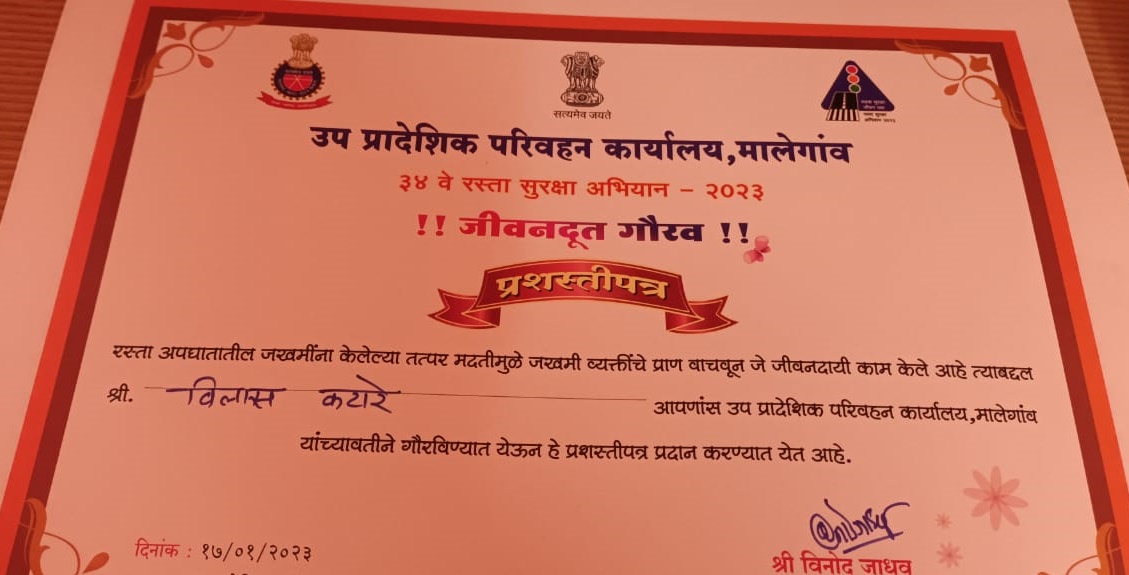 सत्यमेव जयते
उप प्रादेशिक परिवहन कार्यालय,मालेगांव
३४ वे रस्ता सुरक्षा अभियान – २०२३
!! जीवनदूत गौरव !!
प्रशस्तीपत्र
रस्ता अपघातातील जखमींना केलेल्या तत्पर मदतीमुळे जखमी व्यक्तींचे प्राण वाचवून जे जीवनदायी काम केले आहे त्याबद्दल
श्री. विलास कटारे आपणांस उप प्रादेशिक परिवहन कार्यालय,मालेगांव
यांच्यावतीने गौरविण्यात येऊन हे प्रशस्तीपत्र प्रदान करण्यात येत आहे.
दिनांक : १७/०१/२०२३
श्री विनोद जाधव